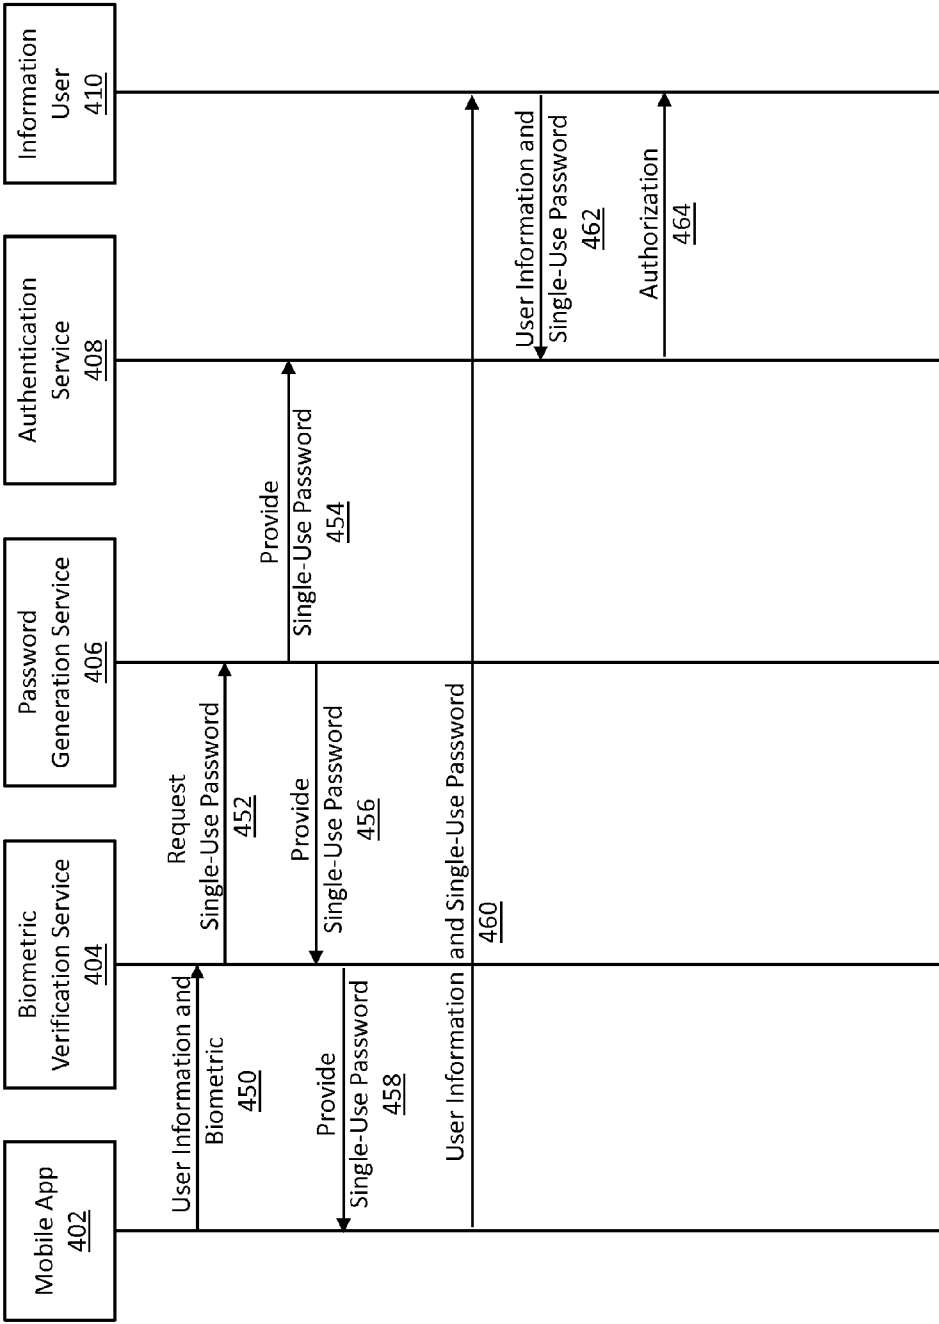 Mobile App
402
Biometric
Verification Service
404
Password
Generation Service
406
Authentication
Service
408
Information
User
410
User Information and
Biometric
450
Request
Single-Use Password
452
Provide
Single-Use Password
454
Provide
Single-Use Password
456
Provide
Single-Use Password
458
User Information and Single-Use Password
460
User Information and
Single-Use Password
462
Authorization
464